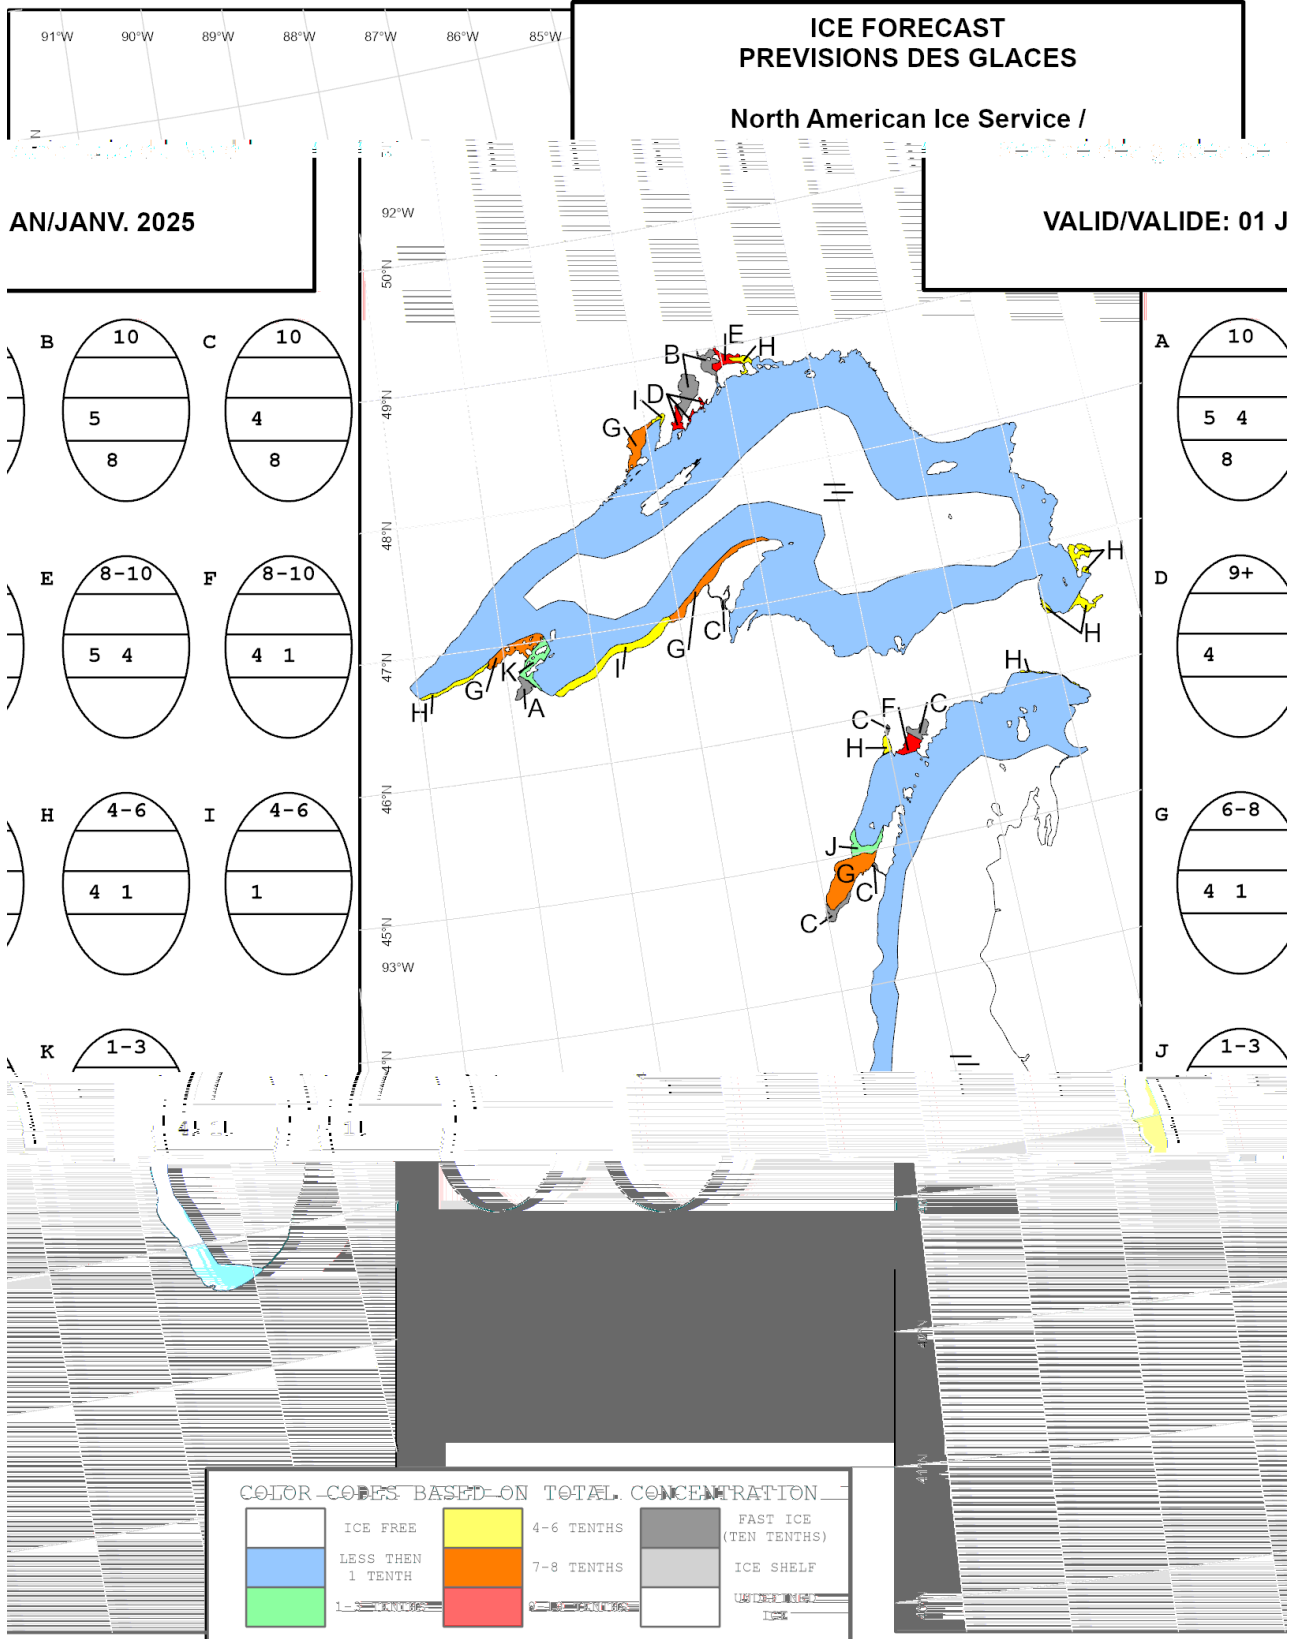 91°W 90°W 89°W 88°W 87°W 86°W 85°W
ICE FORECAST
PREVISIONS DES GLACES
North American Ice Service /
N
AN/JANV. 2025
92°W
VALID/VALIDE: 01 J
50°N
B 10 C 10
5 4
8 8
A 10
5 4
8
E H
B
I D
G
49°N
48°N
H
H
E 8-10 F 8-10
5 4 4 1
D 9+
4
47°N
C
G
I
K
G
A
H
H
C F C
H
46°N
H 4-6 I 4-6
4 1 1
G 6-8
4 1
J
G
C
C
45°N
93°W
K 1-3
4°N
J 1-3
4 1 1
COLOR CODES BASED ON TOTAL CONCENTRATION
ICE FREE 4-6 TENTHS FAST ICE
(TEN TENTHS)
LESS THEN
1 TENTH
7-8 TENTHS ICE SHELF